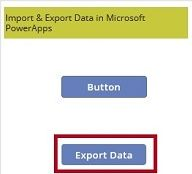 Import & Export Data in Microsoft
PowerApps
Button
Export Data